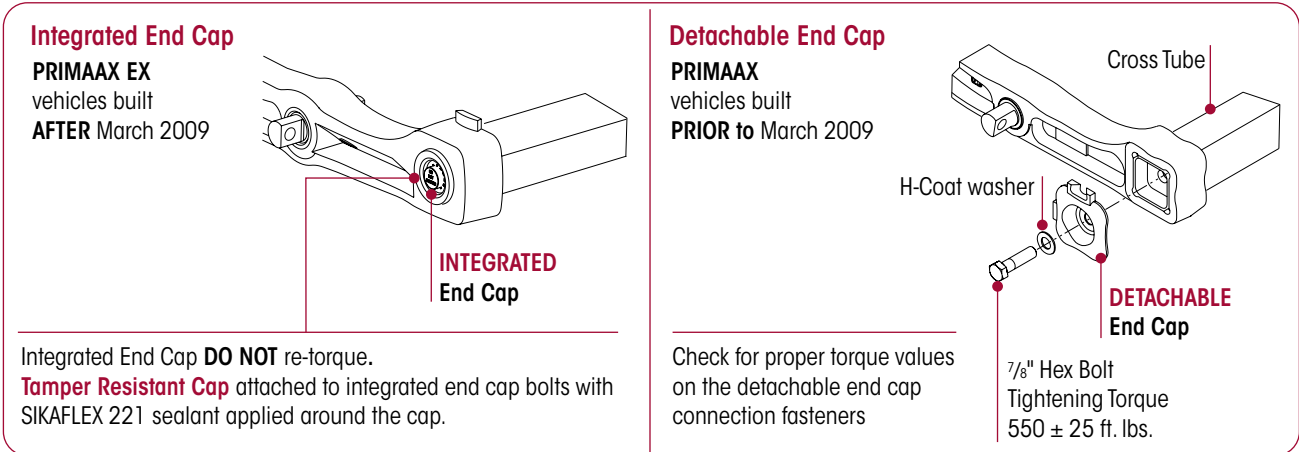 Integrated End Cap
PRIMAAX EX
vehicles built
AFTER March 2009
INTEGRATED
End Cap
Integrated End Cap DO NOT re-torque.
Tamper Resistant Cap attached to integrated end cap bolts with
SIKAFLEX 221 sealant applied around the cap.
Detachable End Cap
PRIMAAX
vehicles built
PRIOR to March 2009
Cross Tube
H-Coat washer
DETACHABLE
End Cap
Check for proper torque values
on the detachable end cap
connection fasteners
⁷/₈" Hex Bolt
Tightening Torque
550 ± 25 ft. lbs.